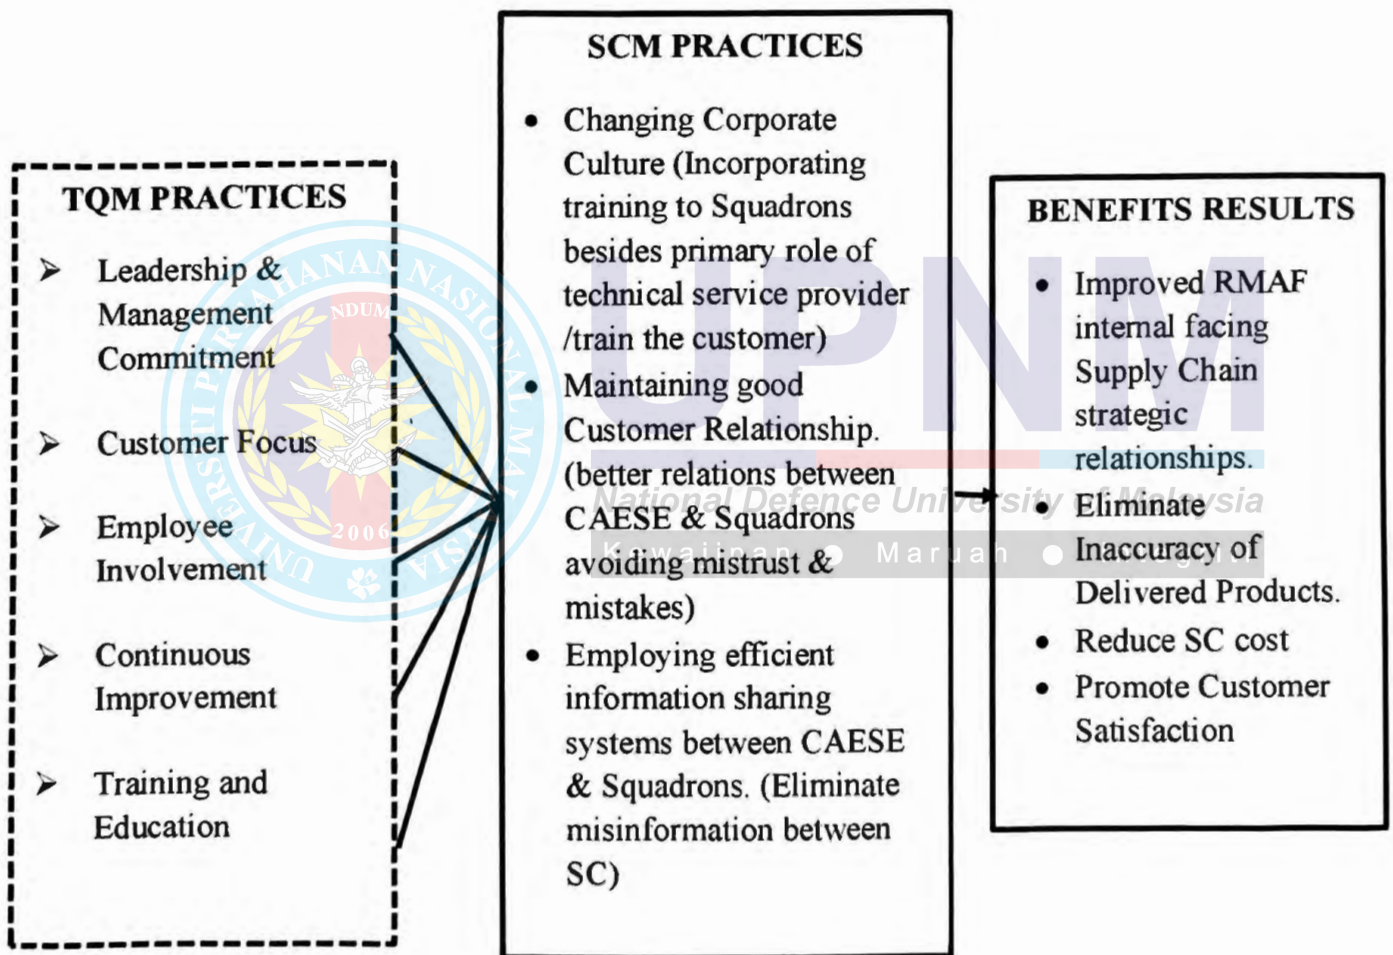 SCM PRACTICES
• Changing Corporate
Culture (Incorporating
training to Squadrons
besides primary role of
technical service provider
/train the customer)
• Maintaining good
Customer Relationship.
(better relations between
CAESE & Squadrons
avoiding mistrust &
mistakes)
• Employing efficient
information sharing
systems between CAESE
& Squadrons. (Eliminate
misinformation between
SC)
TQM PRACTICES
➢ Leadership &
Management
Commitment
➢ Customer Focus
➢ Employee
Involvement
➢ Continuous
Improvement
➢ Training and
Education
BENEFITS RESULTS
• Improved RMAF
internal facing
Supply Chain
strategic
relationships.
• Eliminate
Inaccuracy of
Delivered Products.
• Reduce SC cost
• Promote Customer
Satisfaction
UNIVERSITI PERTAHANAN NASIONAL MALAYSIA
NDUM
2006
UPNM
National Defence University of Malaysia
Maruah